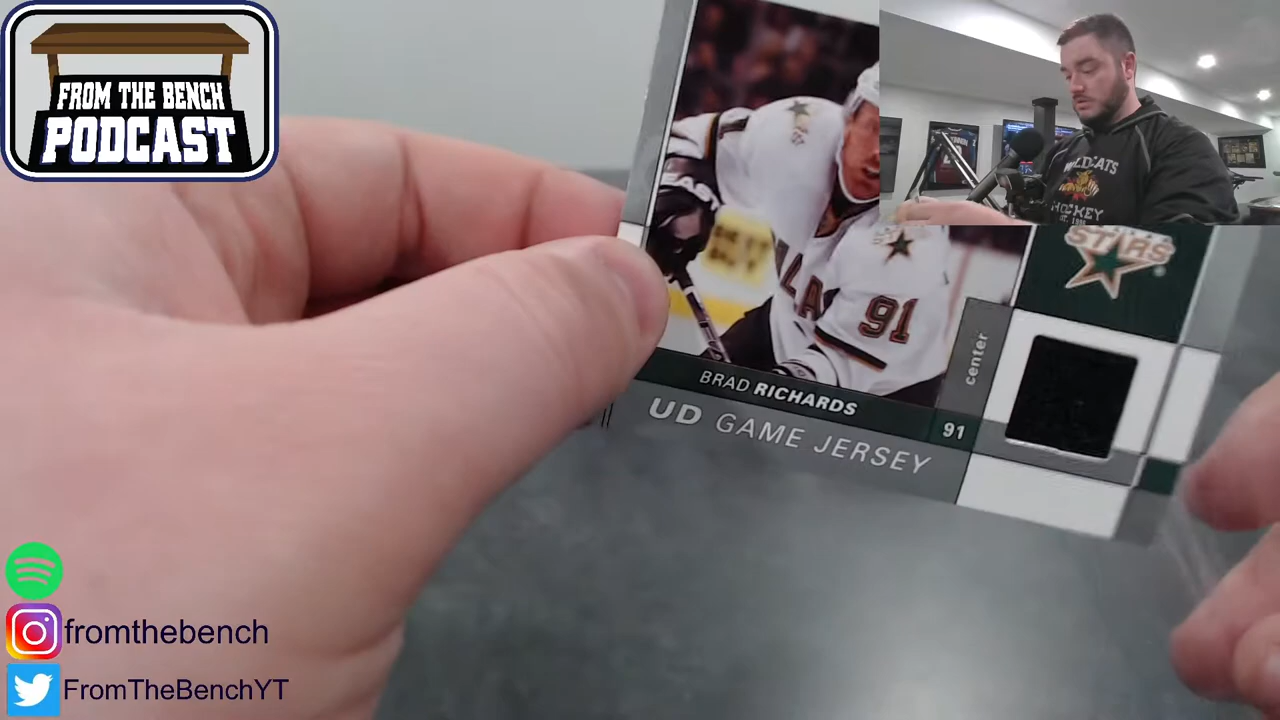 FROM THE BENCH
PODCAST
WILDCATS
HOCKEY
STARS
91
center
BRAD RICHARDS
91
UD GAME JERSEY
fromthebench
FromTheBenchYT